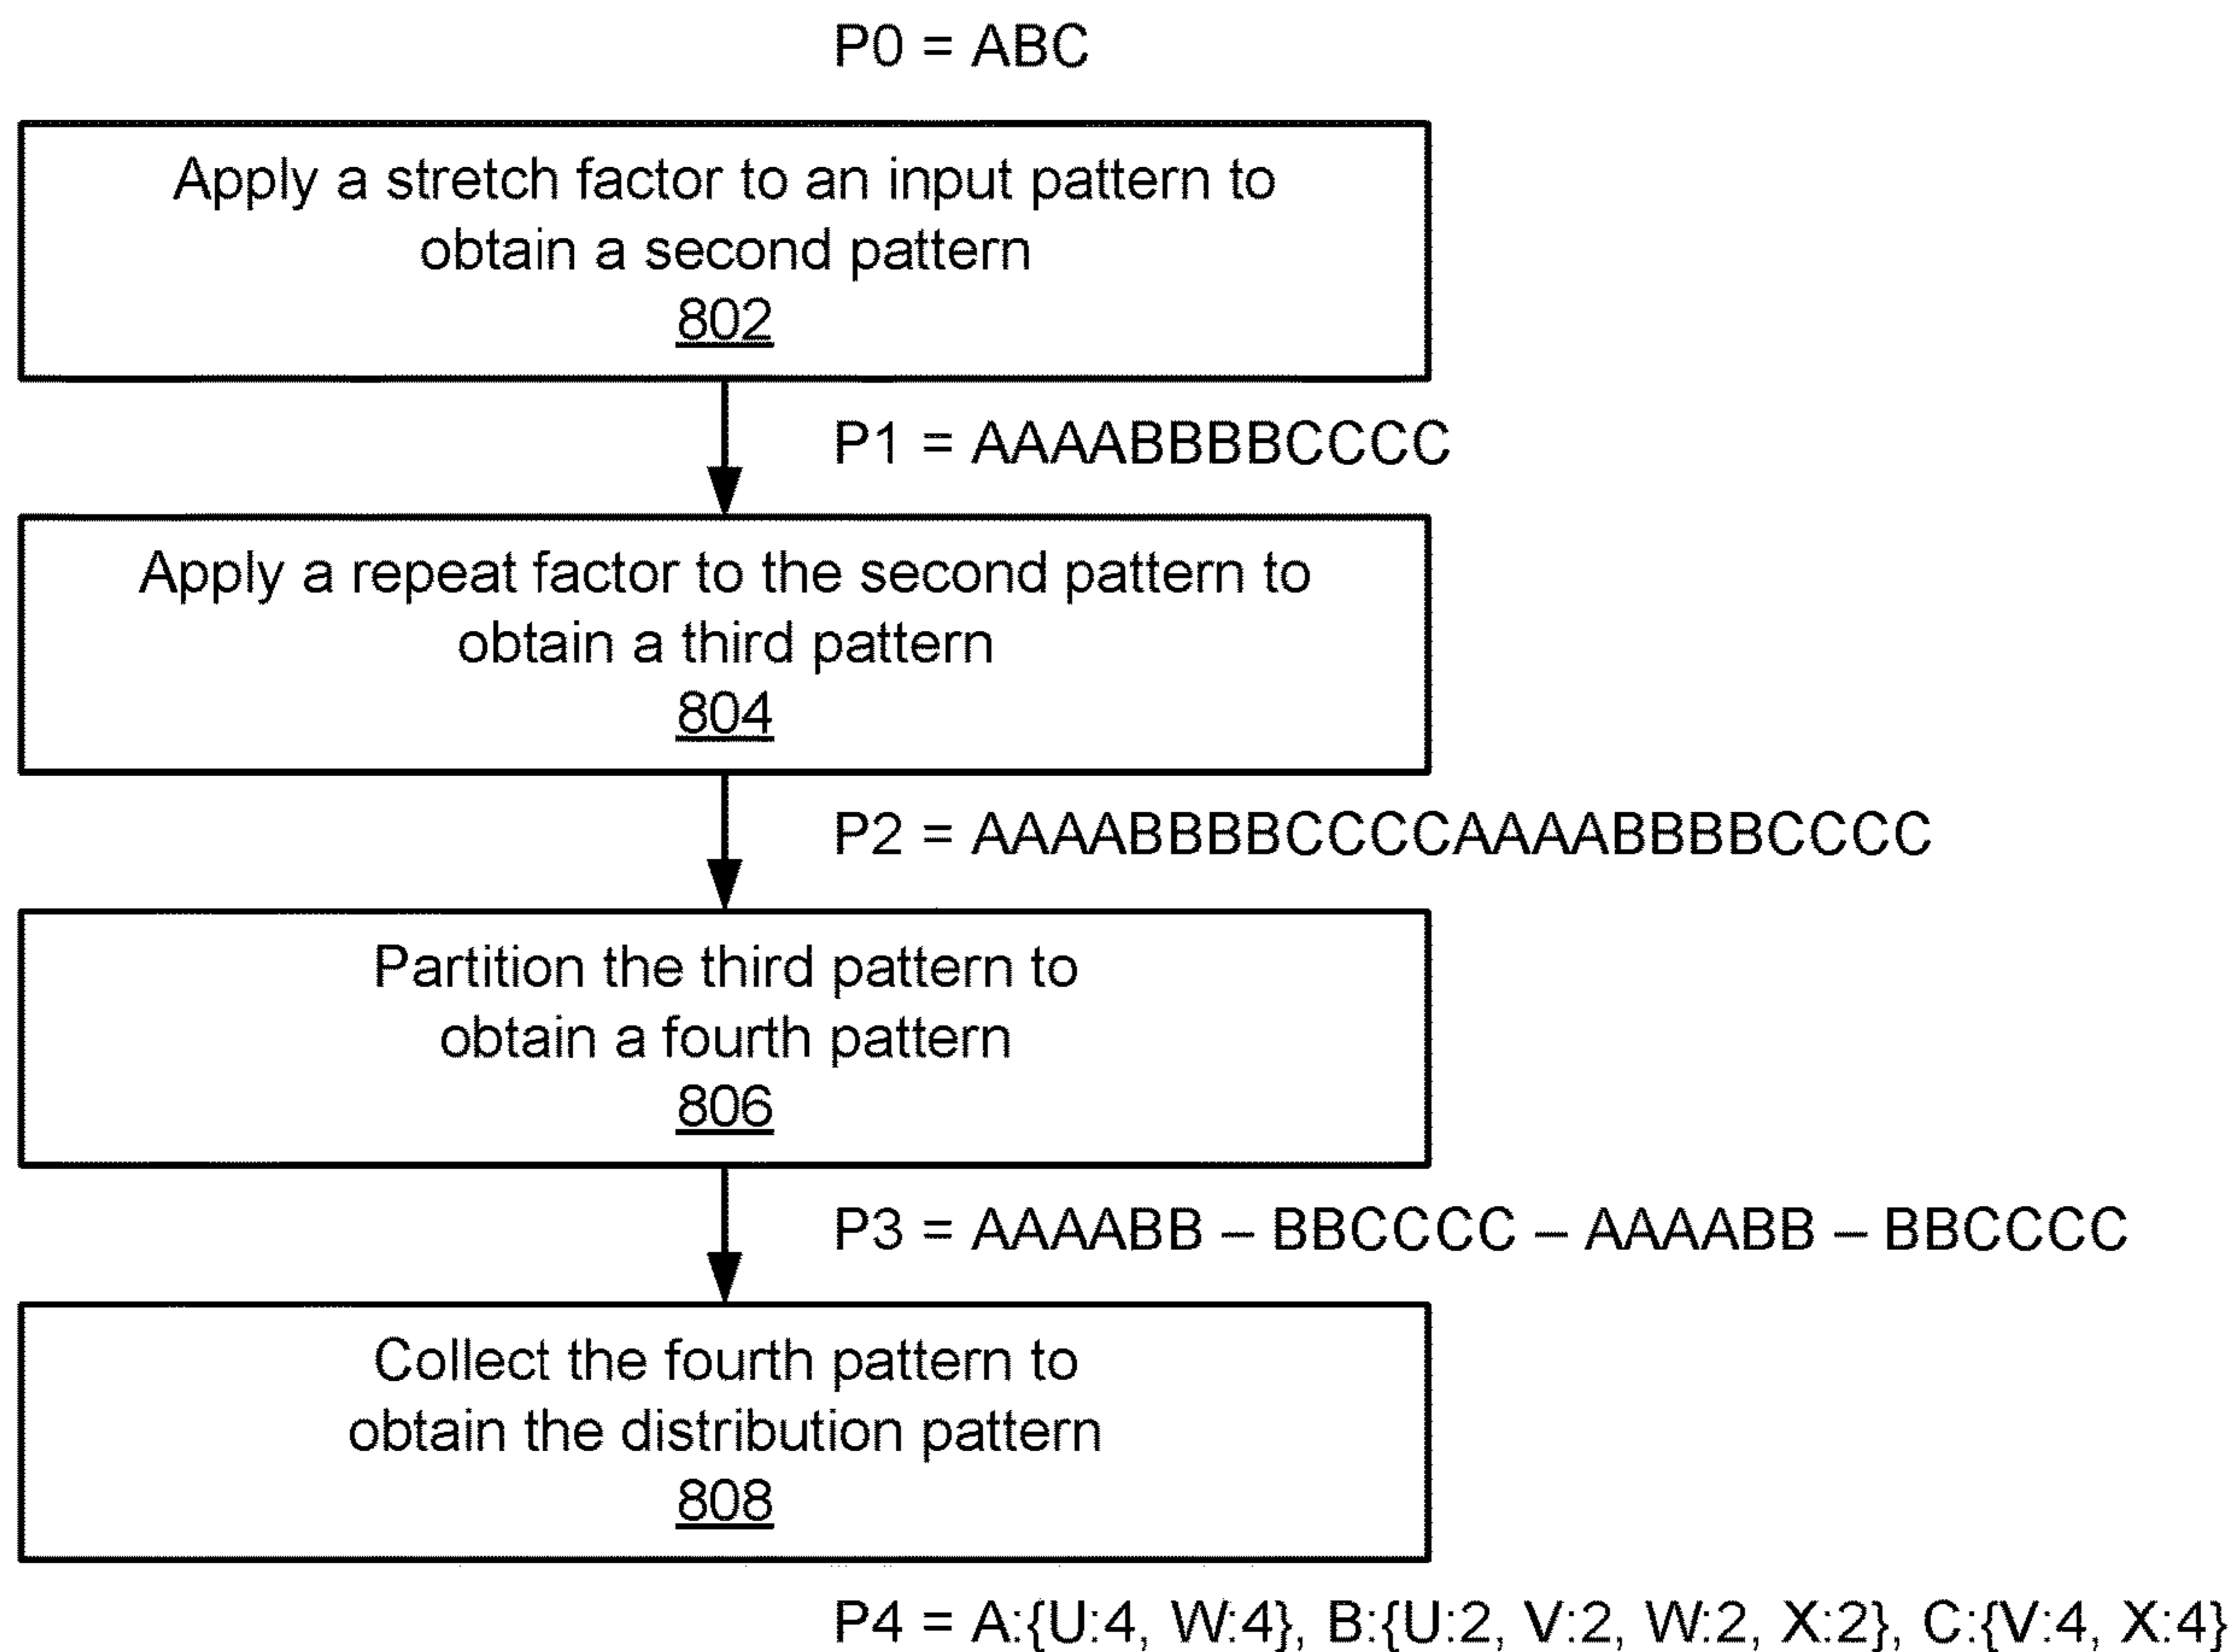 P0 = ABC
Apply a stretch factor to an input pattern to
obtain a second pattern
802
P1 = AAAABBBBCCCC
Apply a repeat factor to the second pattern to
obtain a third pattern
804
P2 = AAAABBBBCCCCAAAABBBBCCCC
Partition the third pattern to
obtain a fourth pattern
806
P3 = AAAABB – BBCCCC – AAAABB – BBCCCC
Collect the fourth pattern to
obtain the distribution pattern
808
P4 = A:{U:4, W:4}, B:{U:2, V:2, W:2, X:2}, C:{V:4, X:4}